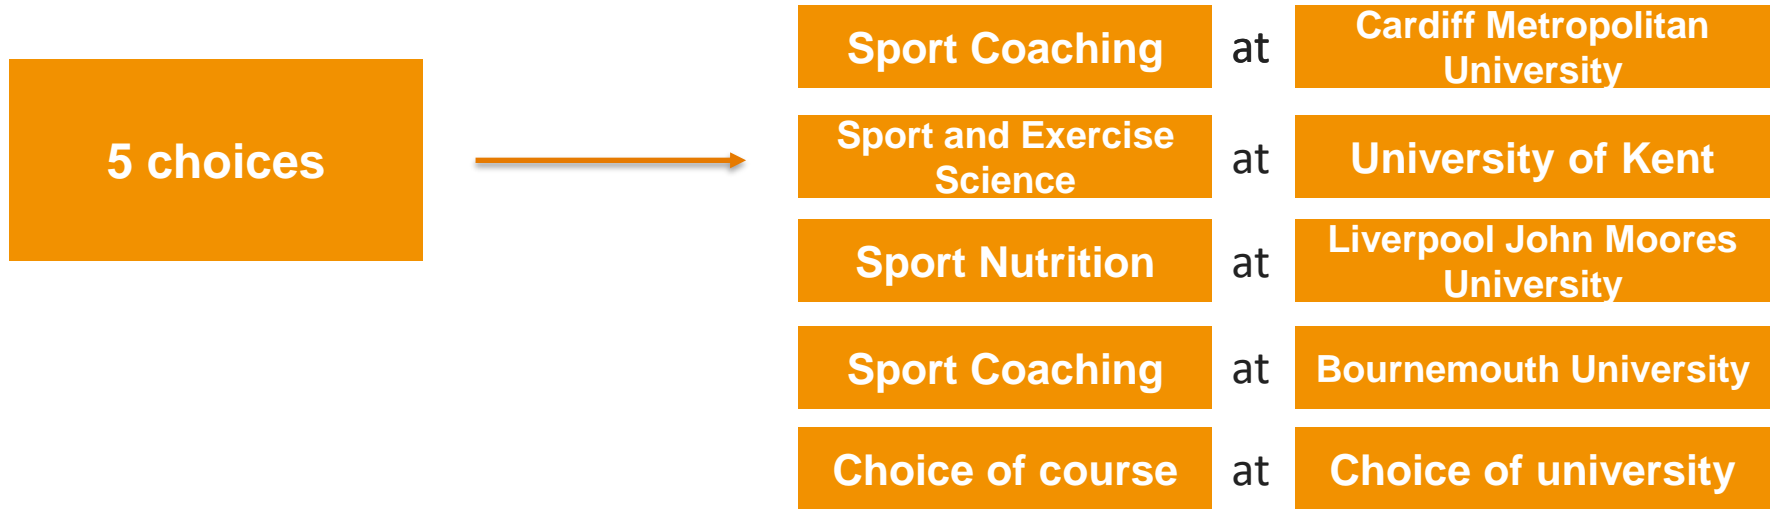 5 choices
Sport Coaching at Cardiff Metropolitan
University
Sport and Exercise
Science
at University of Kent
Sport Nutrition at Liverpool John Moores
University
Sport Coaching at Bournemouth University
Choice of course at Choice of university